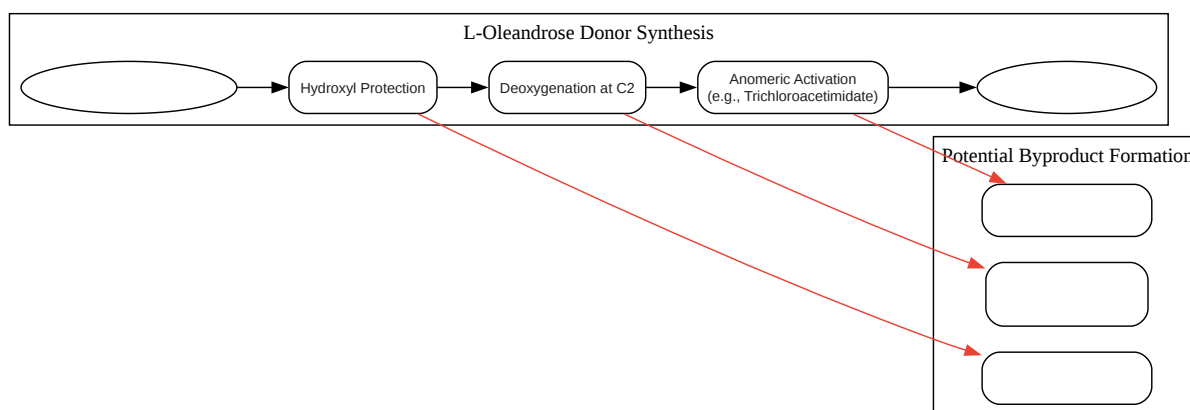 L-Oleandrose Donor Synthesis
Hydroxyl Protection
Deoxygenation at C2
Anomeric Activation
(e.g., Trichloroacetimidate)
Potential Byproduct Formation